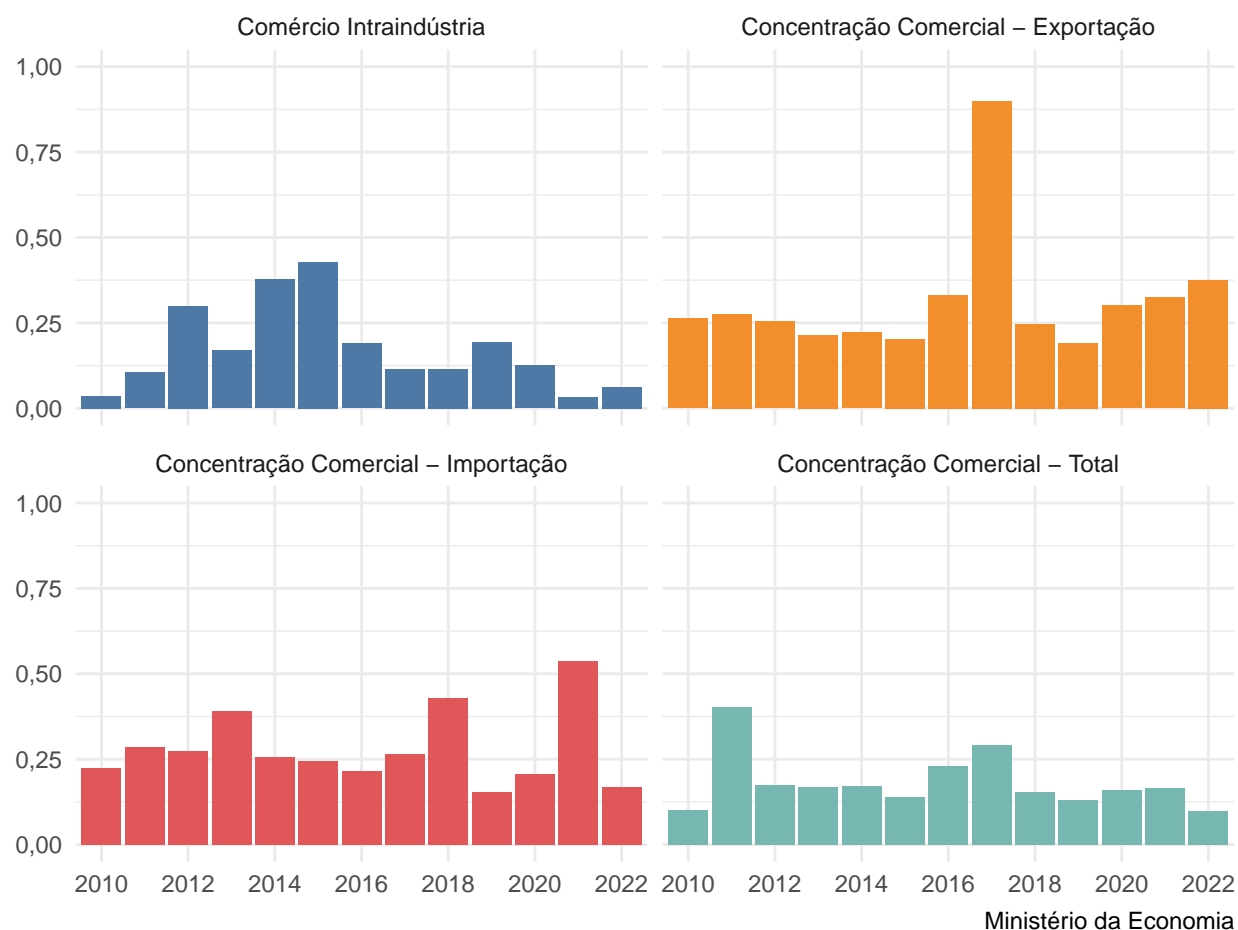 Comércio Intraindústria
Concentração Comercial – Exportação
1,00
0,75
0,50
0,25
0,00
Concentração Comercial – Importação
Concentração Comercial – Total
1,00
0,75
0,50
0,25
0,00
2010 2012 2014 2016 2018 2020 2022
2010 2012 2014 2016 2018 2020 2022
Ministério da Economia